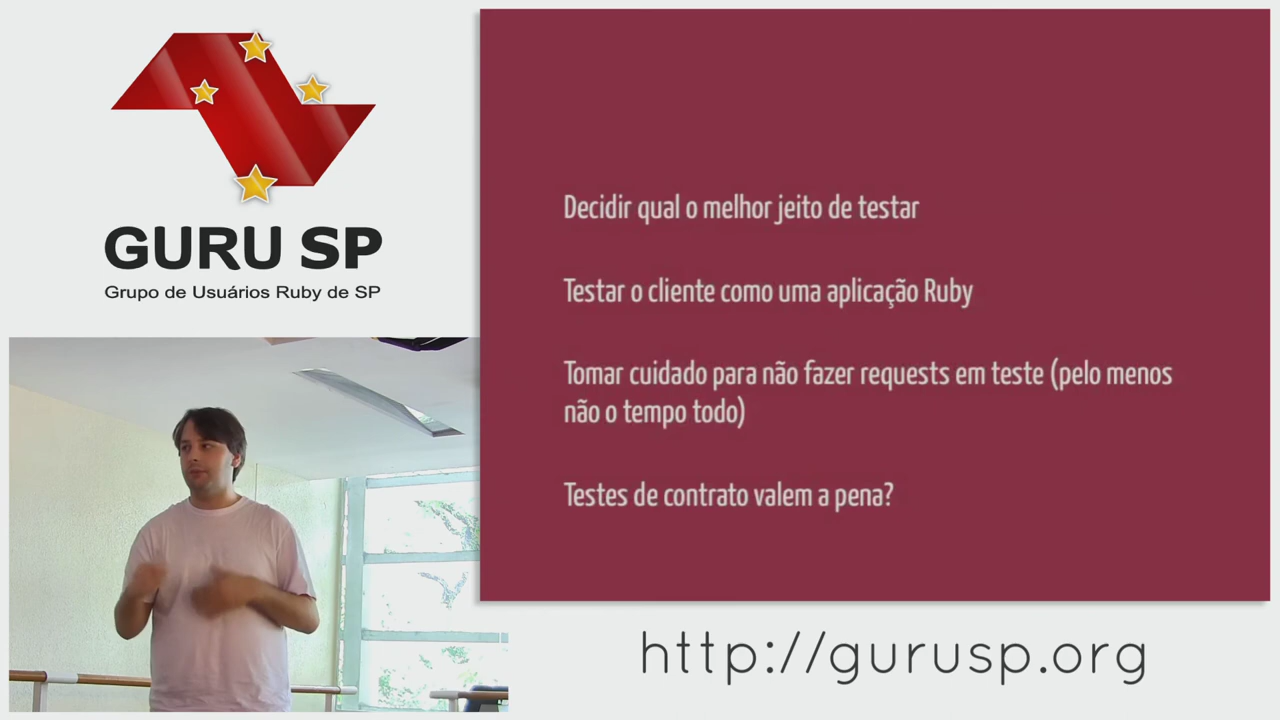 GURU SP
Grupo de Usuários Ruby de SP
Decidir qual o melhor jeito de testar
Testar o cliente como uma aplicação Ruby
Tomar cuidado para não fazer requests em teste (pelo menos
não o tempo todo)
Testes de contrato valem a pena?
http://gurusp.org